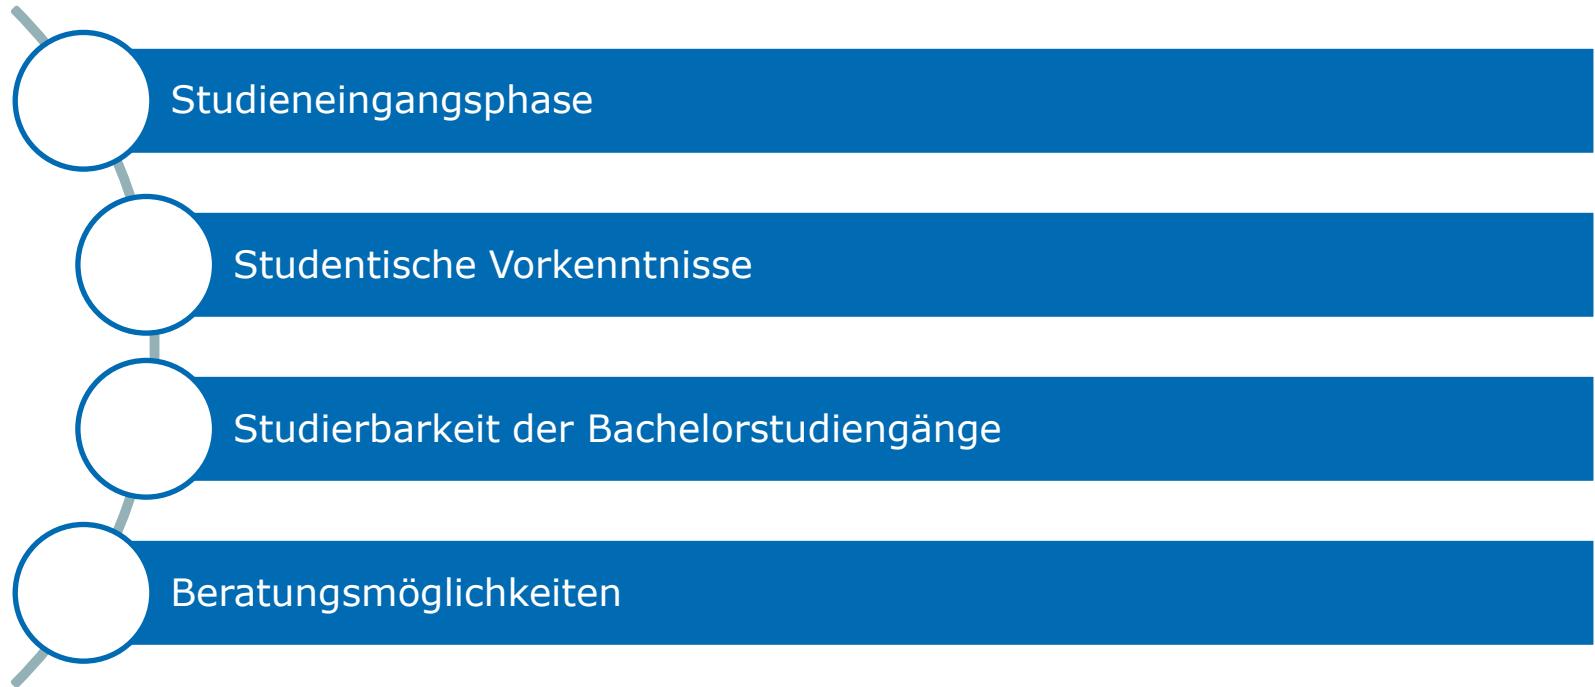 Studieneingangsphase
Studentische Vorkenntnisse
Studierbarkeit der Bachelorstudiengänge
Beratungsmöglichkeiten